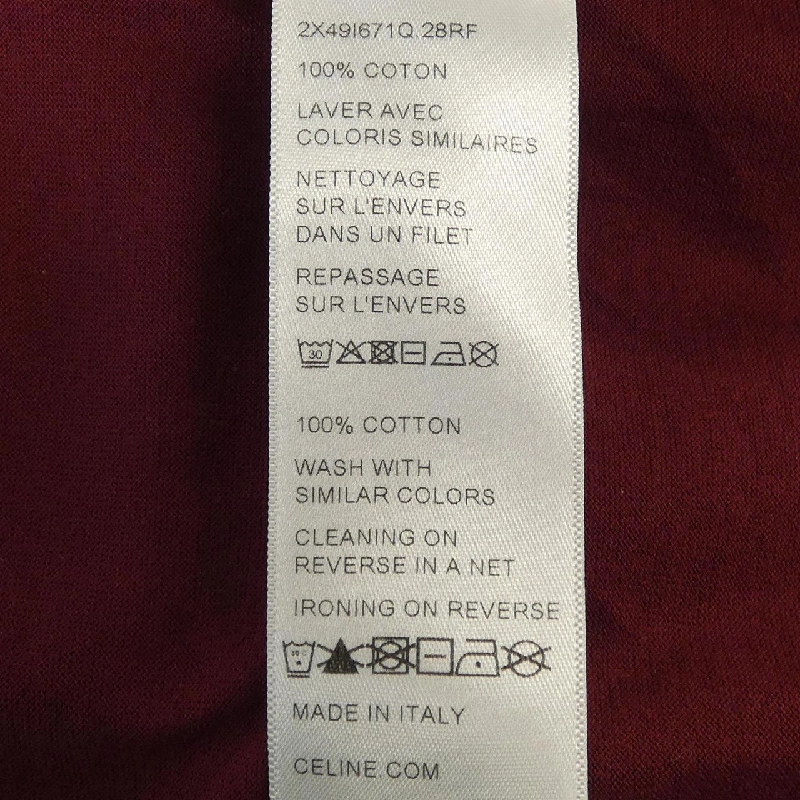 2X49I671Q.28RF
100% COTON
LAVER AVEC
COLORIS SIMILAIRES
NETTOYAGE
SUR L'ENVERS
DANS UN FILET
REPASSAGE
SUR L'ENVERS
30
100% COTTON
WASH WITH
SIMILAR COLORS
CLEANING ON
REVERSE IN A NET
IRONING ON REVERSE
MADE IN ITALY
CELINE.COM